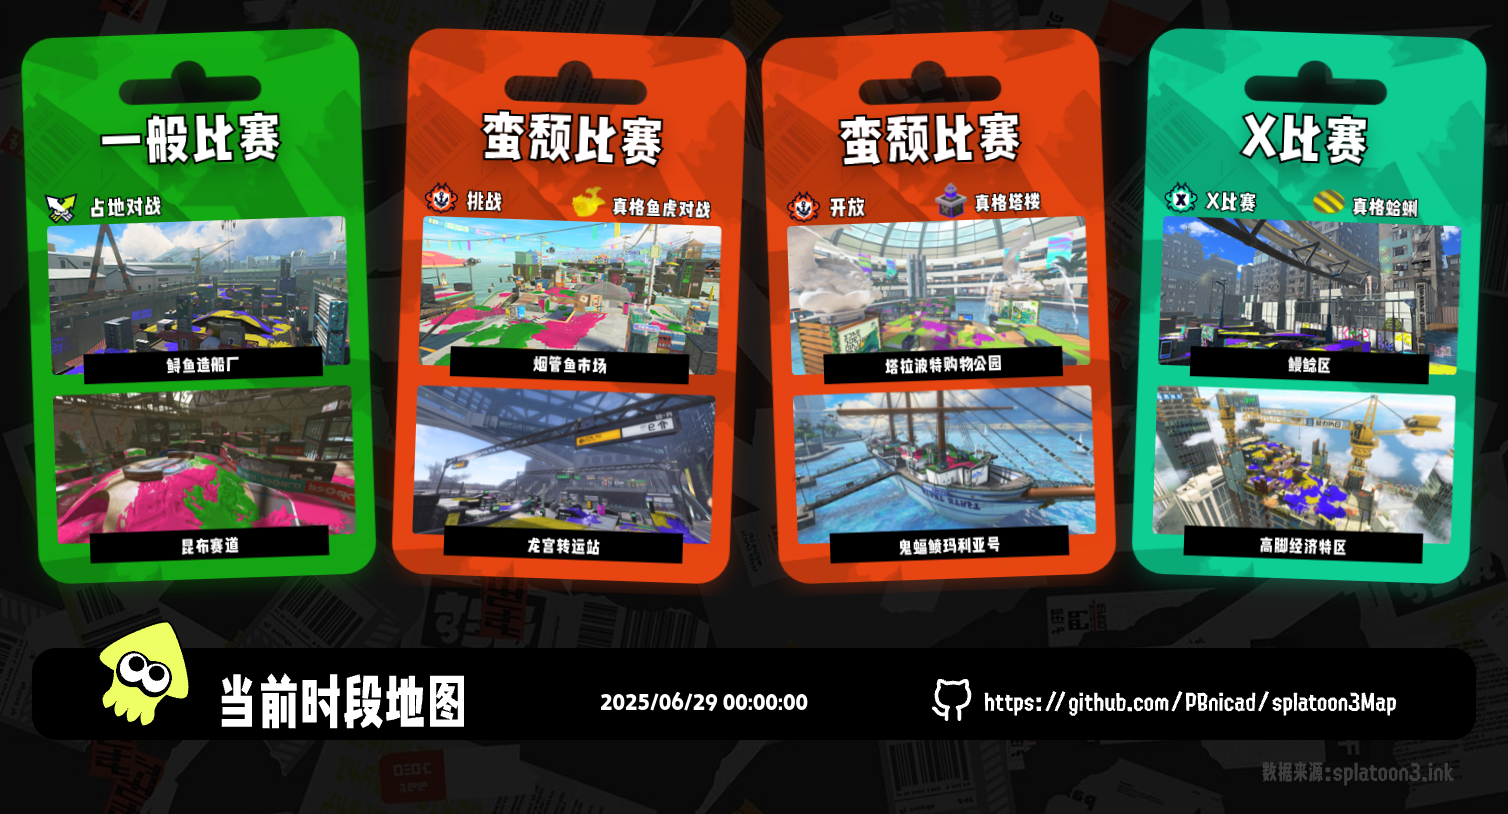 一般比赛
占地对战
鲟鱼造船厂
昆布赛道
蛮颓比赛
挑战
真格鱼虎对战
烟管鱼市场
龙宫转运站
蛮颓比赛
开放
真格塔楼
塔拉波特购物公园
鬼蝠鲼玛利亚号
X比赛
X比赛
真格蛤蜊
鳗鲶区
高脚经济特区
当前时段地图
2025/06/29 00:00:00
https://github.com/PBnicad/splatoon3Map
数据来源:splatoon3.ink